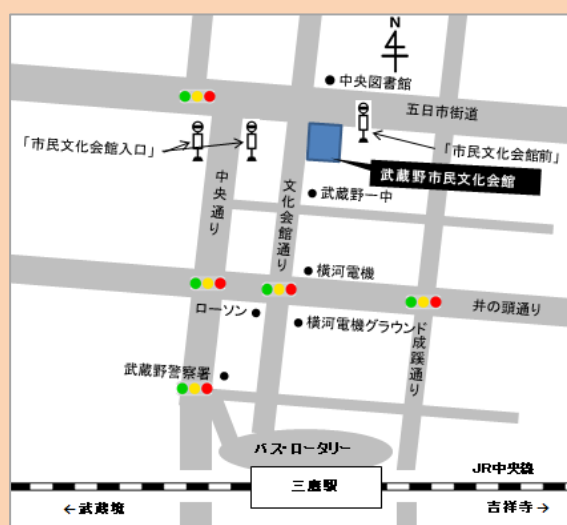 N
中央図書館
五日市街道
「市民文化会館入口」
「市民文化会館前」
武蔵野市民文化会館
中央通り
文化会館通り
武蔵野一中
横河電機
井の頭通り
ローソン
横河電機グラウンド
成蹊通り
武蔵野警察署
バス・ロータリー
JR中央線
三鷹駅
←武蔵境
吉祥寺→